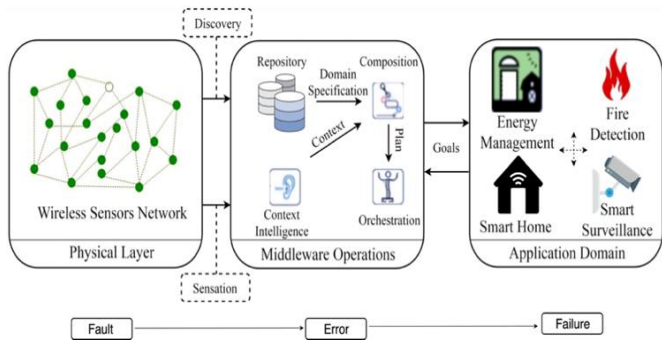 Discovery
Wireless Sensors Network
Physical Layer
Sensation
Repository
Composition
Domain
Specification
Context
Plan
Context
Intelligence
Orchestration
Middleware Operations
Goals
Energy
Management
Fire
Detection
Smart Home
Smart
Surveillance
Application Domain
Fault
Error
Failure